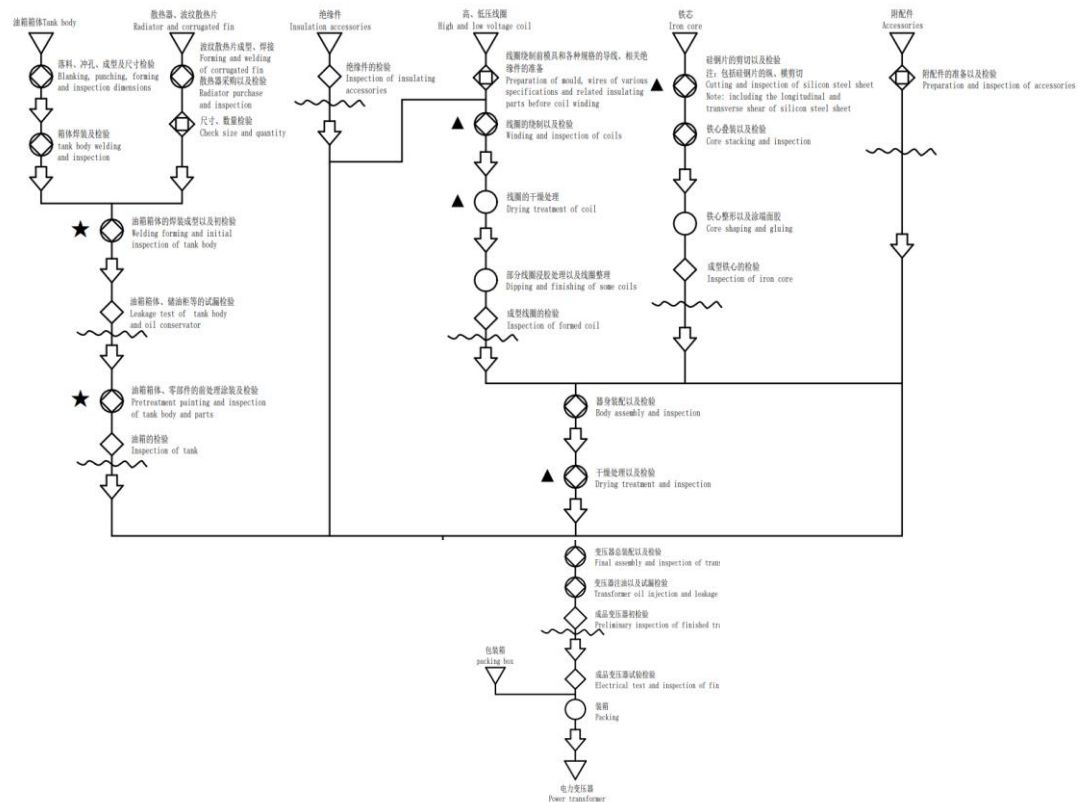 油箱箱体Tank body
散热器、波纹散热片
Radiator and corrugated fin
绝缘件
Insulation accessories
高、低压线圈
High and low voltage coil
铁芯
Iron core
附配件
Accessories
落料、冲孔、成型及尺寸检验
Blanking, punching, forming
and inspection dimensions
箱体焊装及检验
tank body welding
and inspection
波纹散热片成型、焊接
Forming and welding
of corrugated fin
散热器采购以及检验
Radiator purchase
and inspection
尺寸、数量检验
Check size and quantity
绝缘件的检验
Inspection of insulating
accessories
线圈绕制前模具和各种规格的导线、相关绝
缘件的准备
Preparation of mould, wires of various
specifications and related insulating
parts before coil winding
线圈的绕制以及检验
Winding and inspection of coils
线圈的干燥处理
Drying treatment of coil
部分线圈浸胶处理以及线圈整理
Dipping and finishing of some coils
成型线圈的检验
Inspection of formed coil
硅钢片的剪切以及检验
注：包括硅钢片的纵、横剪切
Cutting and inspection of silicon steel sheet
Note: including the longitudinal and
transverse shear of silicon steel sheet
铁心叠装以及检验
Core stacking and inspection
铁心整形以及涂端面胶
Core shaping and gluing
成型铁心的检验
Inspection of iron core
附配件的准备以及检验
Preparation and inspection of accessories
油箱箱体的焊装成型以及初检验
Welding forming and initial
inspection of tank body
油箱箱体、储油柜等的试漏检验
Leakage test of tank body
and oil conservator
油箱箱体、零部件的前处理涂装及检验
Pretreatment painting and inspection
of tank body and parts
油箱的检验
Inspection of tank
器身装配以及检验
Body assembly and inspection
干燥处理以及检验
Drying treatment and inspection
变压器总装配以及检验
Final assembly and inspection of trans
变压器注油以及试漏检验
Transformer oil injection and leakage
成品变压器初检验
Preliminary inspection of finished tra
包装箱
packing box
成品变压器试验检验
Electrical test and inspection of fin
装箱
Packing
电力变压器
Power transformer